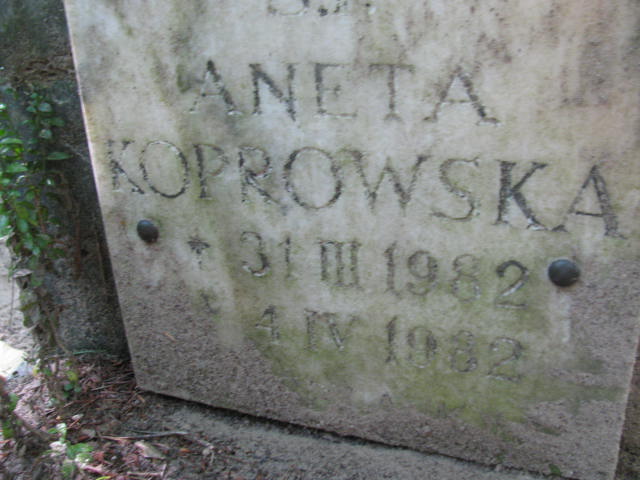 Ś.P.
ANETA
KOPROWSKA
* 31 III 1982
4 IV 1982